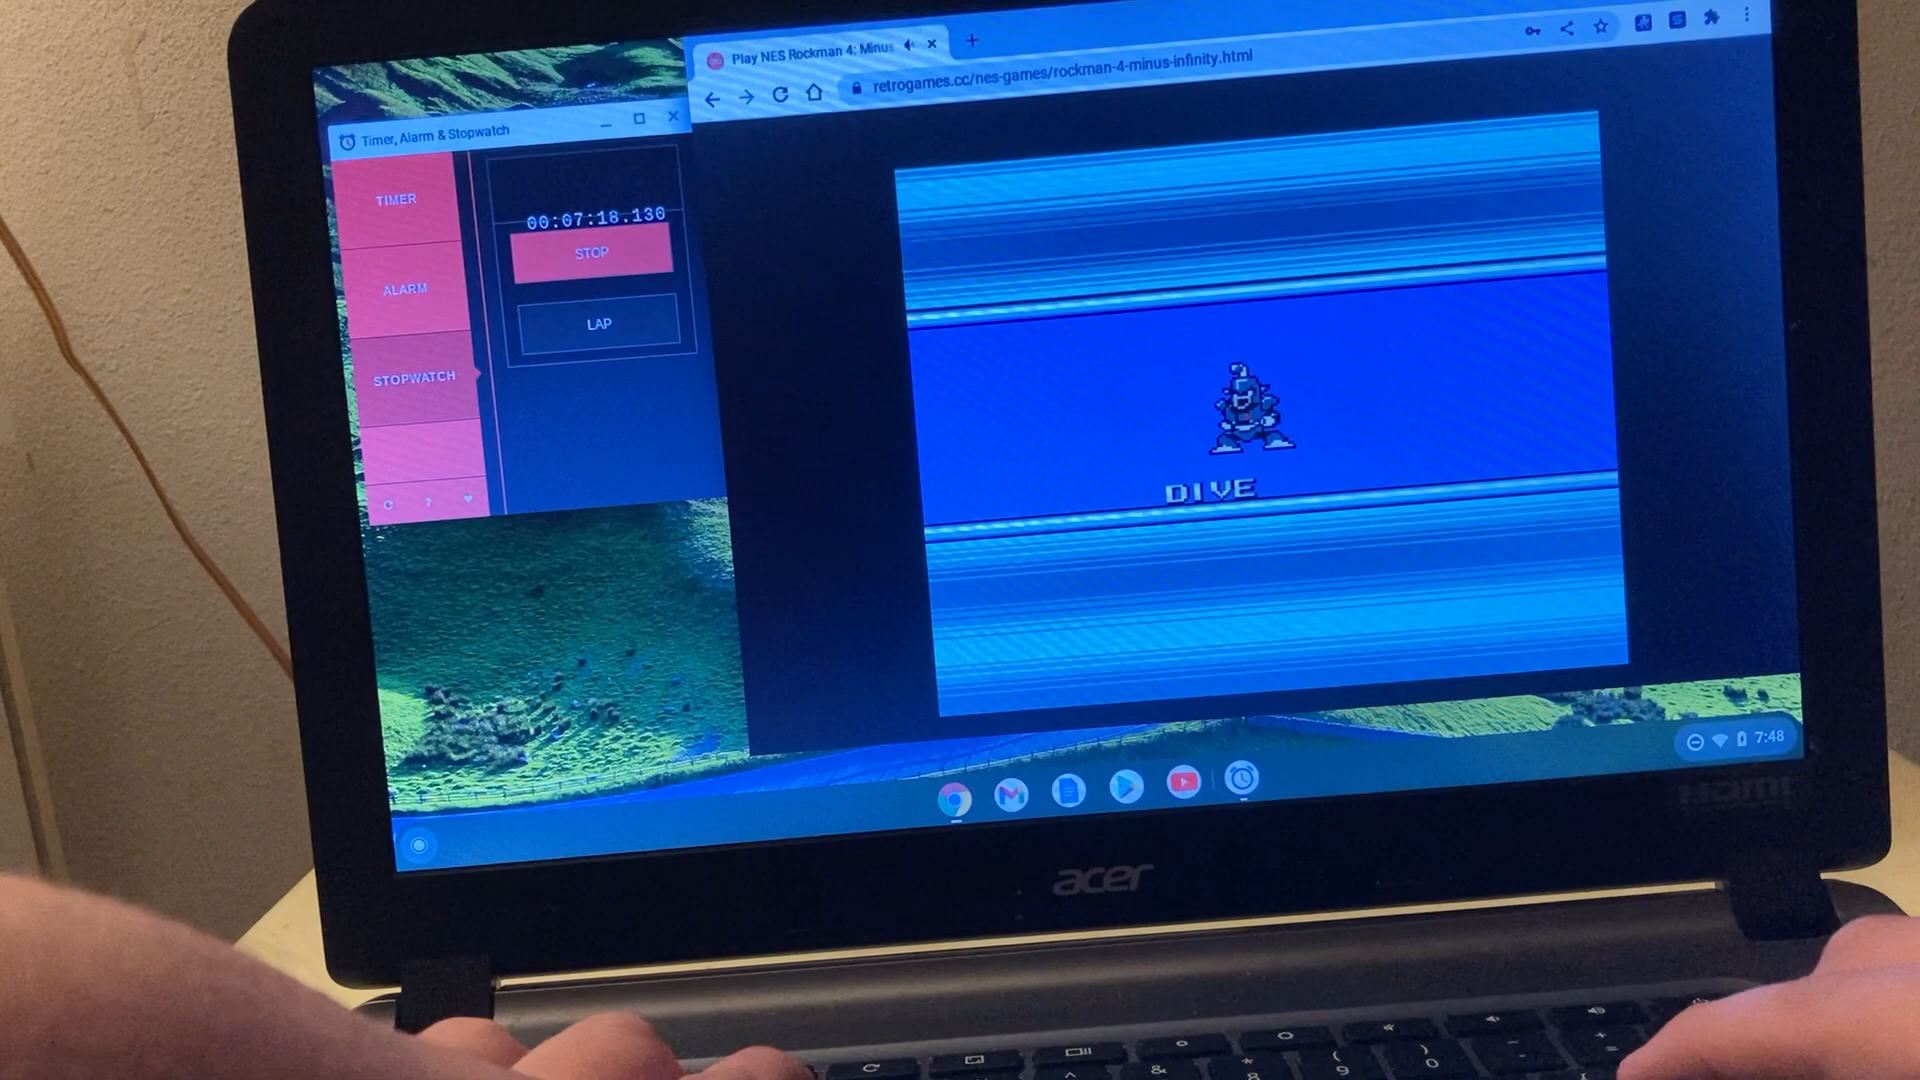 Play NES Rockman 4: Minus
retrogames.cc/nes-games/rockman-4-minus-infinity.html
Timer, Alarm & Stopwatch
TIMER
ALARM
STOPWATCH
00:07:18.130
STOP
LAP
DIVE
7:48
acer